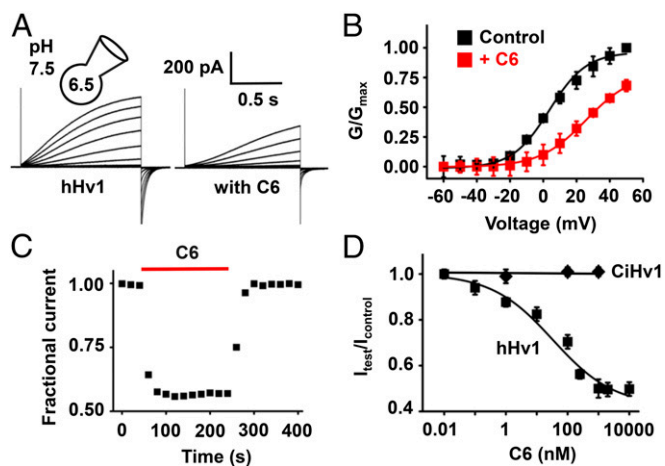 A
pH
7.5
6.5
200 pA
0.5 s
hHv1
with C6
B
G/Gmax
1.00
0.75
0.50
0.25
0.00
Control
+ C6
-60 -40 -20 0 20 40 60
Voltage (mV)
C
C6
Fractional current
1.00
0.75
0.50
0 100 200 300 400
Time (s)
D
Itest/Icontrol
1.0
0.8
0.6
0.4
CiHv1
hHv1
0.01 1 100 10000
C6 (nM)